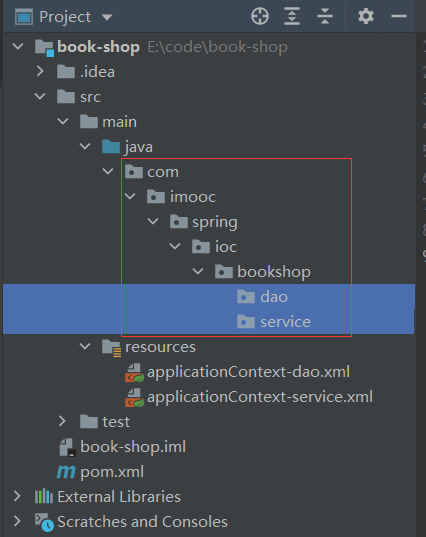 Project
book-shop E:\code\book-shop
.idea
src
main
java
com
imooc
spring
ioc
bookshop
dao
service
resources
applicationContext-dao.xml
applicationContext-service.xml
test
book-shop.iml
pom.xml
External Libraries
Scratches and Consoles